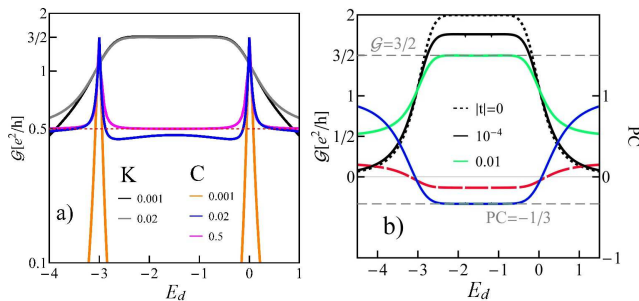 2
3/2
1
0.5
0.1
𝒢[e²/h]
K
0.001
0.02
C
0.001
0.02
0.5
a)
−4
−3
−2
−1
0
1
E_d
2
3/2
1
1/2
0
𝒢[e²/h]
𝒢=3/2
|t|=0
10⁻⁴
0.01
PC=−1/3
b)
1
0
−1
PC
−4
−3
−2
−1
0
1
E_d